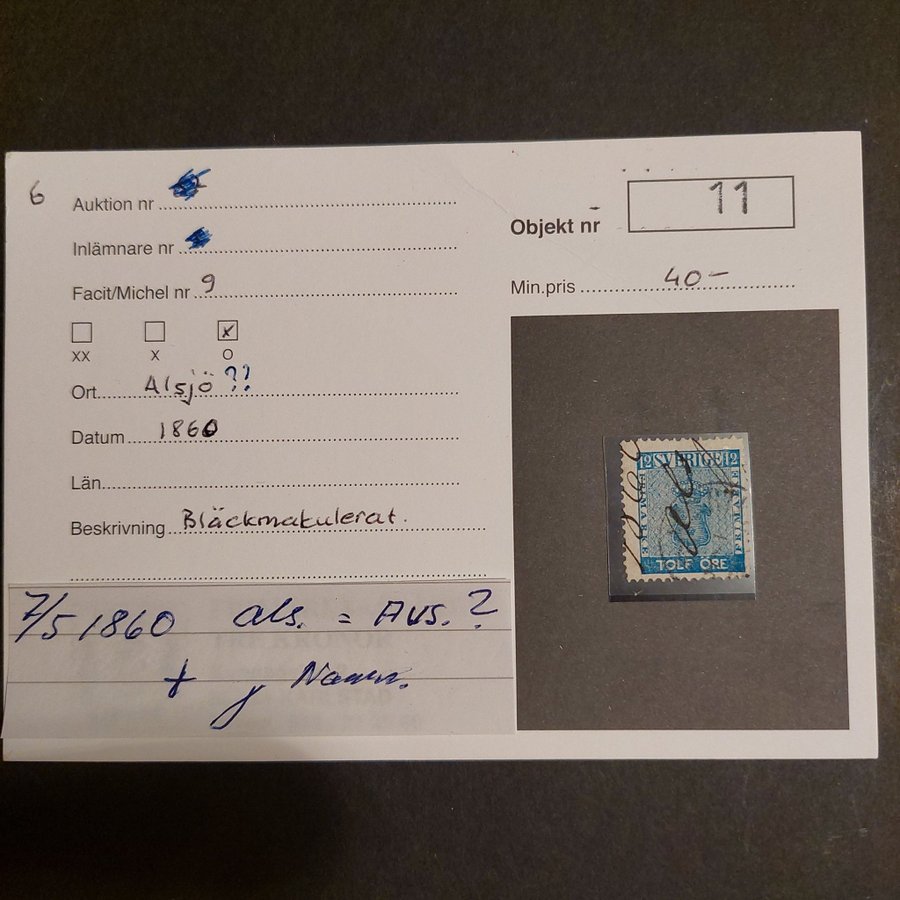 6
Auktion nr
Inlämnare nr
Facit/Michel nr 9
XX X O
Ort Alsjö ??
Datum 1860
Län
Beskrivning Bläckmakulerat.
Objekt nr 11
Min.pris 40-
12 SVERIGE 12
FRIMÄRKE
TOLF ÖRE
7/5 1860 als. = Avs. ?
+ Namn.